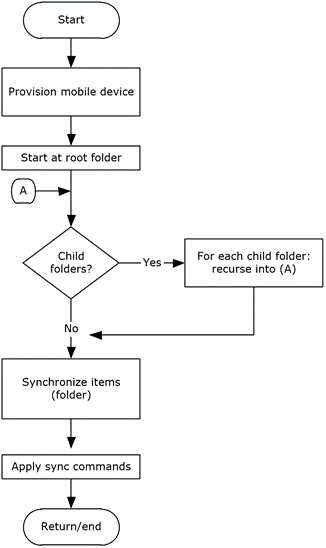 Start
Provision mobile device
Start at root folder
A
Child
folders?
Yes
For each child folder:
recurse into (A)
No
Synchronize items
(folder)
Apply sync commands
Return/end